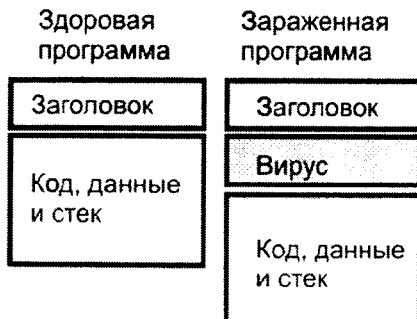 Здоровая
программа
Заголовок
Код, данные
и стек
Зараженная
программа
Заголовок
Вирус
Код, данные
и стек